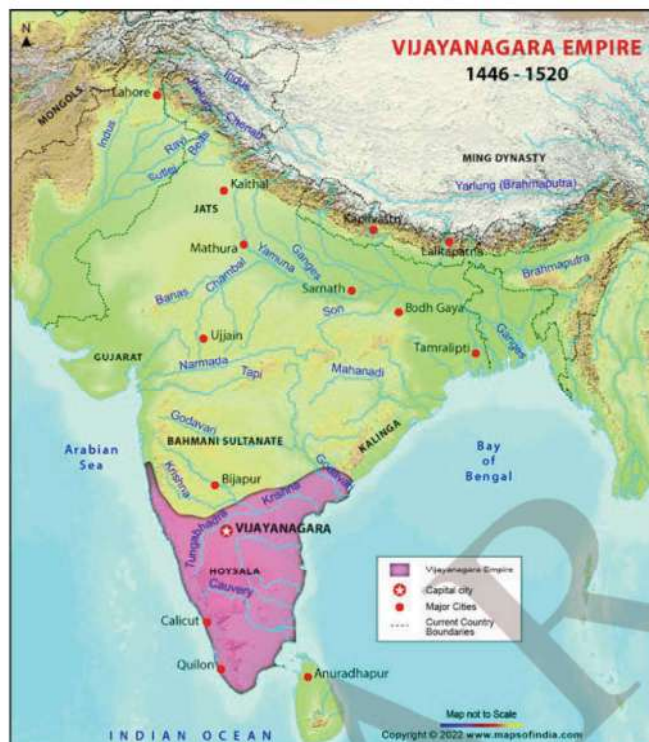 N
VIJAYANAGARA EMPIRE
1446 - 1520
MONGOLS
Lahore
Indus
Jhelum
Chenab
Indus
Ravi
Beas
Sutlej
MING DYNASTY
Yarlung (Brahmaputra)
Kaithal
JATS
Kapilvastu
Lalitapatna
Mathura
Yamuna
Ganges
Brahmaputra
Banas
Chambal
Sarnath
Son
Bodh Gaya
Ganges
Ujjain
Tamralipti
GUJARAT
Narmada
Tapi
Mahanadi
Godavari
BAHMANI SULTANATE
KALINGA
Arabian
Sea
Bay
of
Bengal
Krishna
Bijapur
Godavari
Krishna
Tungabhadra
VIJAYANAGARA
HOYSALA
Cauvery
Calicut
Quilon
Anuradhapur
Vijayanagara Empire
Capital city
Major Cities
Current Country
Boundaries
Map not to Scale
INDIAN OCEAN
Copyright © 2022 www.mapsofindia.com